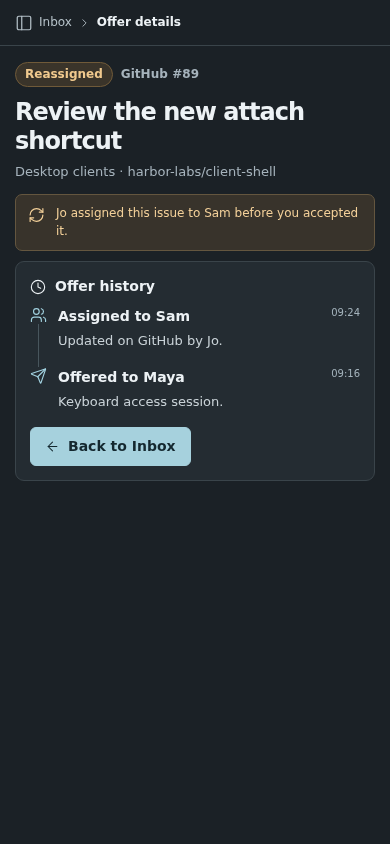 Inbox > Offer details
Reassigned GitHub #89
Review the new attach
shortcut
Desktop clients · harbor-labs/client-shell
Jo assigned this issue to Sam before you accepted
it.
Offer history
Assigned to Sam 09:24
Updated on GitHub by Jo.
Offered to Maya 09:16
Keyboard access session.
Back to Inbox